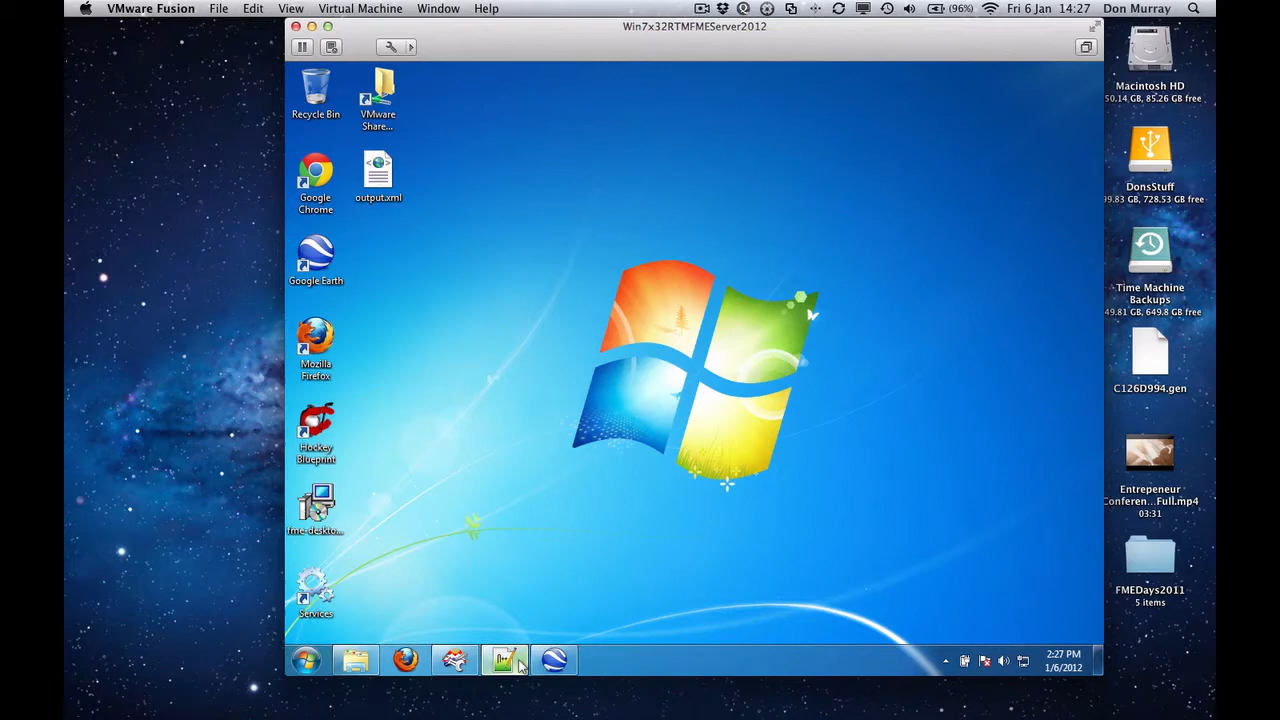 VMware Fusion File Edit View Virtual Machine Window Help (96%) Fri 6 Jan 14:27 Don Murray
Win7x32RTMFMEServer2012
Recycle Bin
VMware
Share...
Google
Chrome
output.xml
Google Earth
Mozilla
Firefox
Hockey
Blueprint
fme-deskto...
Services
Macintosh HD
50.14 GB, 85.26 GB free
DonsStuff
99.83 GB, 728.53 GB free
Time Machine
Backups
49.81 GB, 649.8 GB free
C126D994.gen
Entrepeneur
Conferen...Full.mp4
03:31
FMEDays2011
5 items
2:27 PM
1/6/2012